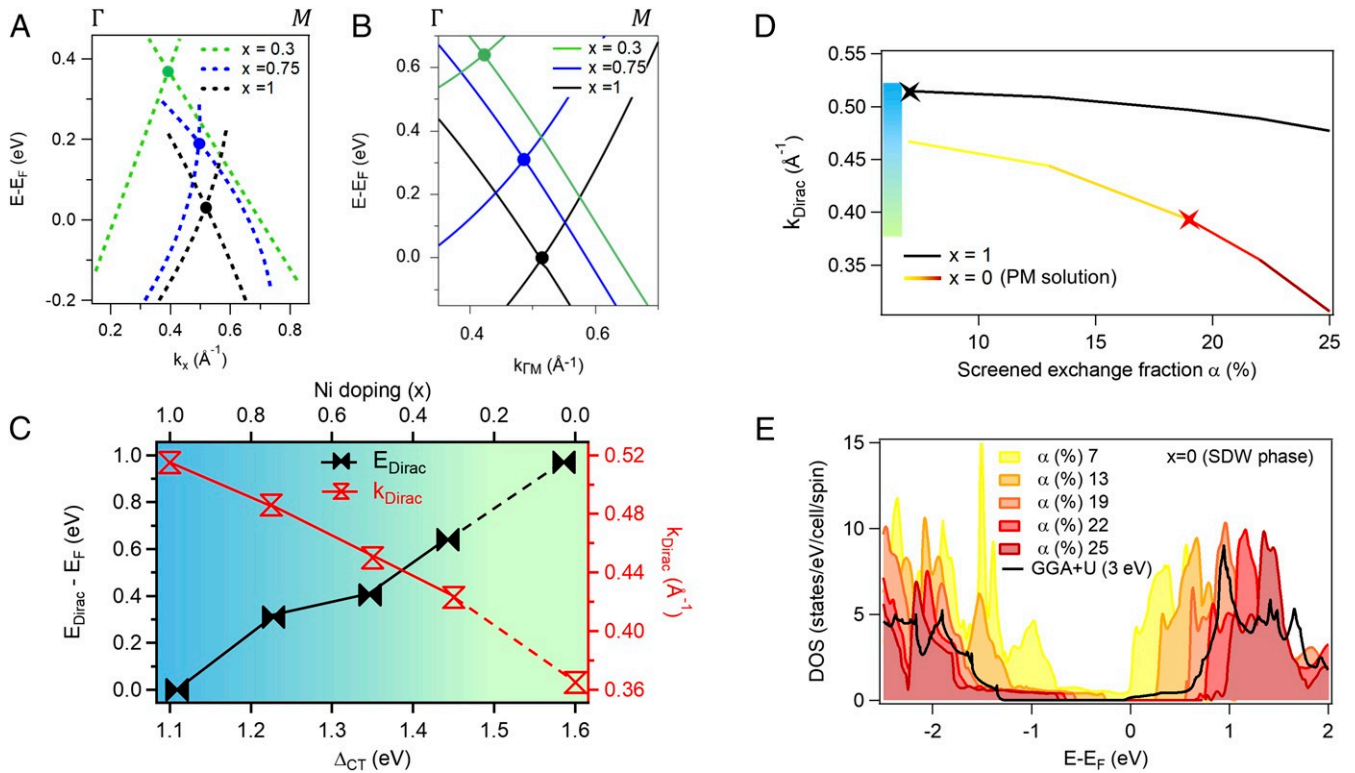 A
Γ
M
x = 0.3
x =0.75
x =1
0.4
0.2
0.0
-0.2
E-E_F (eV)
0.2
0.4
0.6
0.8
k_x (Å⁻¹)
B
Γ
M
x = 0.3
x =0.75
x =1
0.6
0.4
0.2
0.0
E-E_F (eV)
0.4
0.6
k_ΓM (Å⁻¹)
D
0.55
0.50
0.45
0.40
0.35
k_Dirac (Å⁻¹)
x = 1
x = 0 (PM solution)
10
15
20
25
Screened exchange fraction α (%)
C
Ni doping (x)
1.0
0.8
0.6
0.4
0.2
0.0
E_Dirac
k_Dirac
1.0
0.8
0.6
0.4
0.2
0.0
E_Dirac - E_F (eV)
0.52
0.48
0.44
0.40
0.36
k_Dirac (Å⁻¹)
1.1
1.2
1.3
1.4
1.5
1.6
Δ_CT (eV)
E
15
10
5
0
DOS (states/eV/cell/spin)
α (%) 7
α (%) 13
α (%) 19
α (%) 22
α (%) 25
GGA+U (3 eV)
x=0 (SDW phase)
-2
-1
0
1
2
E-E_F (eV)